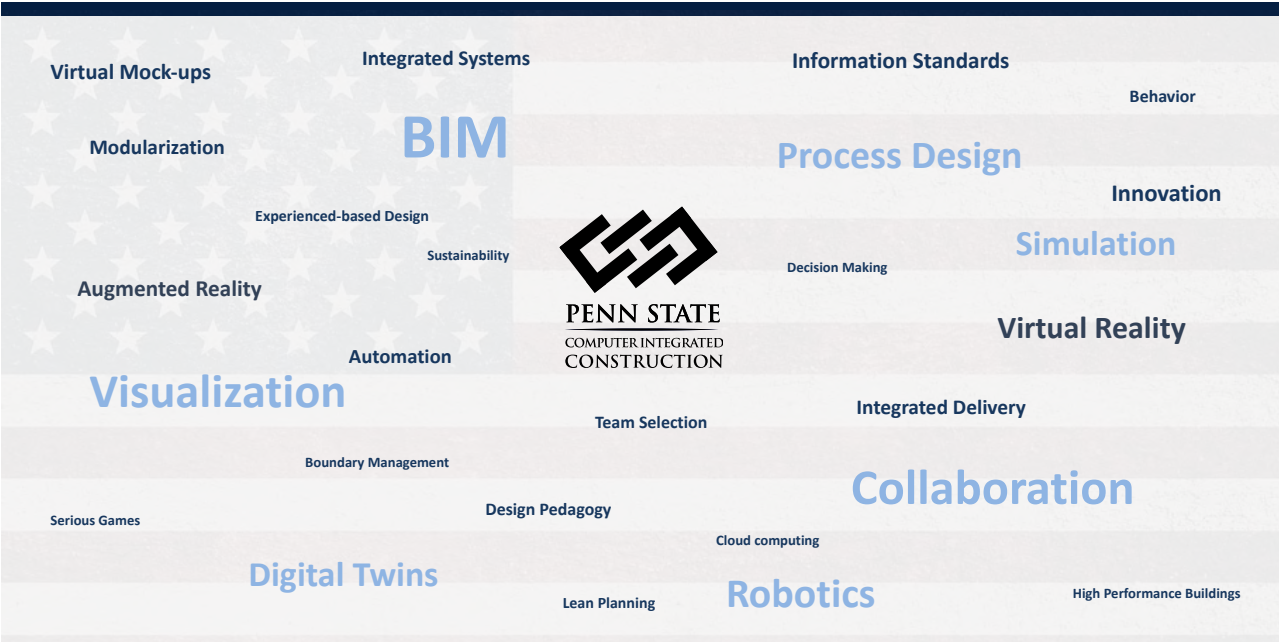 Integrated Systems
Information Standards
Virtual Mock-ups
Behavior
BIM
Modularization
Process Design
Innovation
Experienced-based Design
Simulation
Sustainability
Decision Making
Augmented Reality
PENN STATE
COMPUTER INTEGRATED
CONSTRUCTION
Virtual Reality
Automation
Visualization
Integrated Delivery
Team Selection
Boundary Management
Collaboration
Design Pedagogy
Serious Games
Cloud computing
Digital Twins
Robotics
High Performance Buildings
Lean Planning